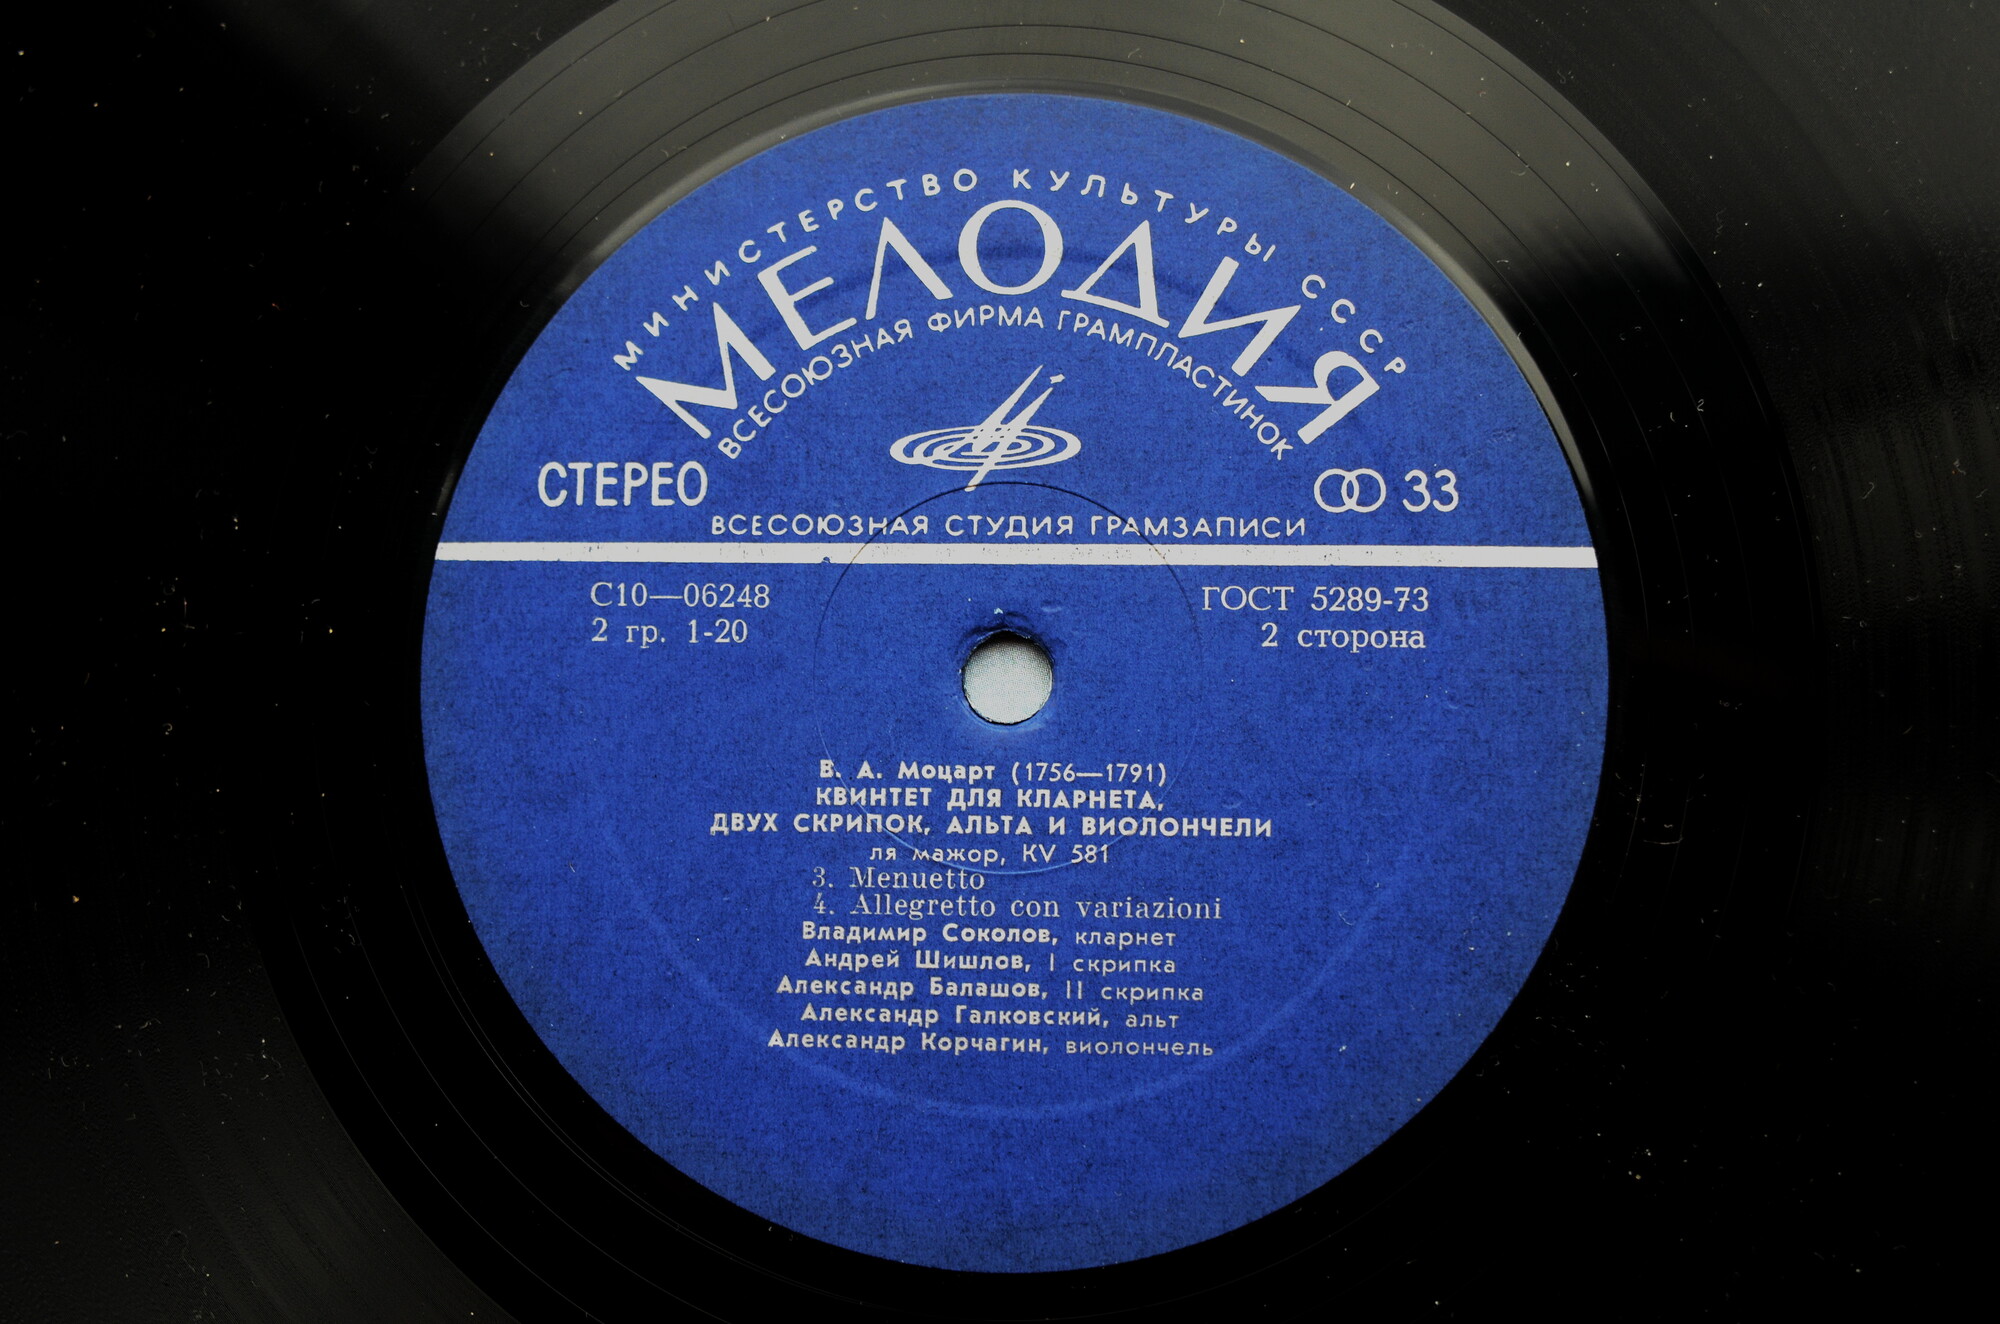 МИНИСТЕРСТВО КУЛЬТУРЫ СССР
МЕЛОДИЯ
ВСЕСОЮЗНАЯ ФИРМА ГРАМПЛАСТИНОК
СТЕРЕО
33
ВСЕСОЮЗНАЯ СТУДИЯ ГРАМЗАПИСИ
С10—06248
ГОСТ 5289-73
2 гр. 1-20
2 сторона
В. А. Моцарт (1756—1791)
КВИНТЕТ ДЛЯ КЛАРНЕТА,
ДВУХ СКРИПОК, АЛЬТА И ВИОЛОНЧЕЛИ
ля мажор, KV 581
3. Menuetto
4. Allegretto con variazioni
Владимир Соколов, кларнет
Андрей Шишлов, I скрипка
Александр Балашов, II скрипка
Александр Галковский, альт
Александр Корчагин, виолончель